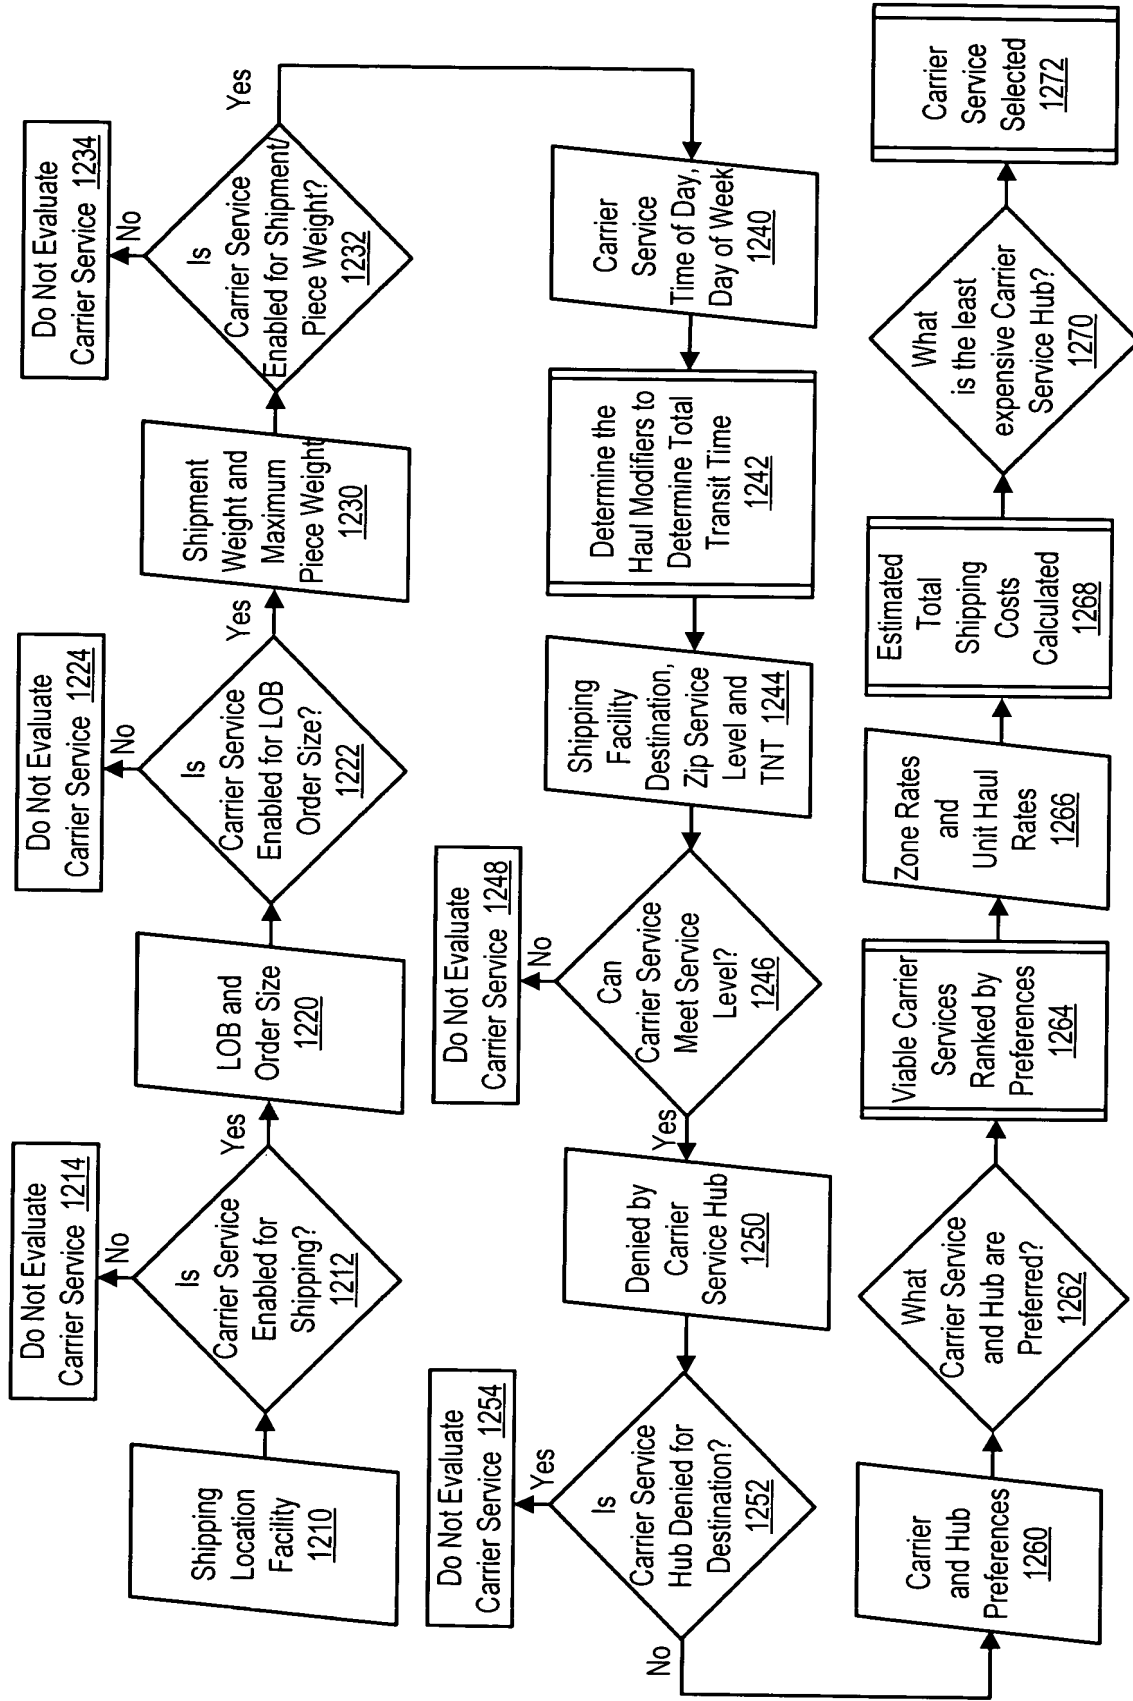 Shipping
Location
Facility
1210
Is
Carrier Service
Enabled for
Shipping?
1212
No
Do Not Evaluate
Carrier Service 1214
Yes
LOB and
Order Size
1220
Is
Carrier Service
Enabled for LOB
Order Size?
1222
No
Do Not Evaluate
Carrier Service 1224
Yes
Shipment
Weight and
Maximum
Piece Weight
1230
Is
Carrier Service
Enabled for Shipment/
Piece Weight?
1232
No
Do Not Evaluate
Carrier Service 1234
Yes
Carrier
Service
Time of Day,
Day of Week
1240
Determine the
Haul Modifiers to
Determine Total
Transit Time
1242
Shipping
Facility
Destination,
Zip Service
Level and
TNT 1244
Can
Carrier Service
Meet Service
Level?
1246
No
Do Not Evaluate
Carrier Service 1248
Yes
Denied by
Carrier
Service Hub
1250
Is
Carrier Service
Hub Denied for
Destination?
1252
Yes
Do Not Evaluate
Carrier Service 1254
No
Carrier
and Hub
Preferences
1260
What
Carrier Service
and Hub are
Preferred?
1262
Viable Carrier
Services
Ranked by
Preferences
1264
Zone Rates
and
Unit Haul
Rates
1266
Estimated
Total
Shipping
Costs
Calculated
1268
What
is the least
expensive Carrier
Service Hub?
1270
Carrier
Service
Selected
1272